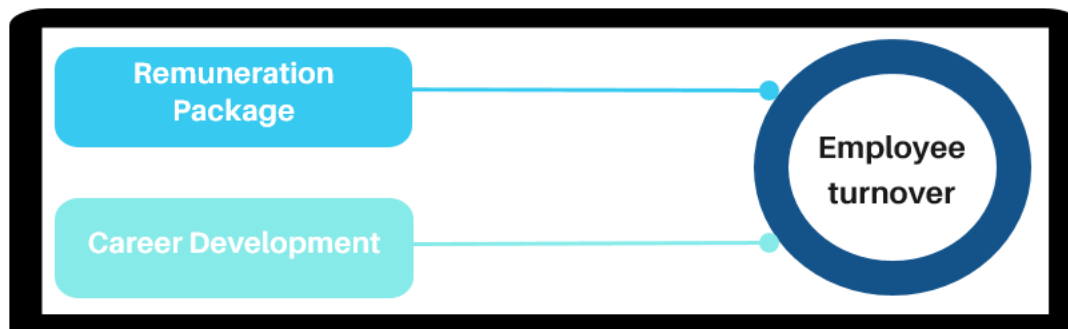 Remuneration
Package
Career Development
Employee
turnover